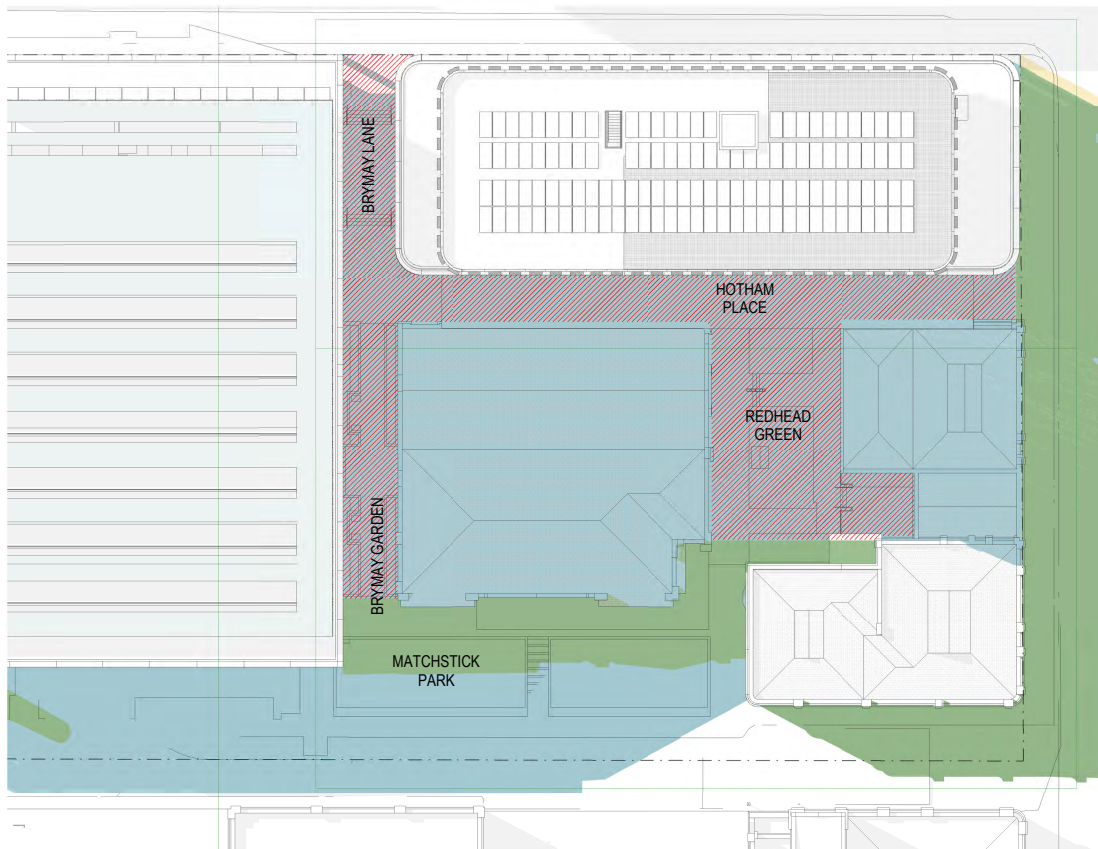 BRYMAY LANE
HOTHAM
PLACE
REDHEAD
GREEN
BRYMAY GARDEN
MATCHSTICK
PARK